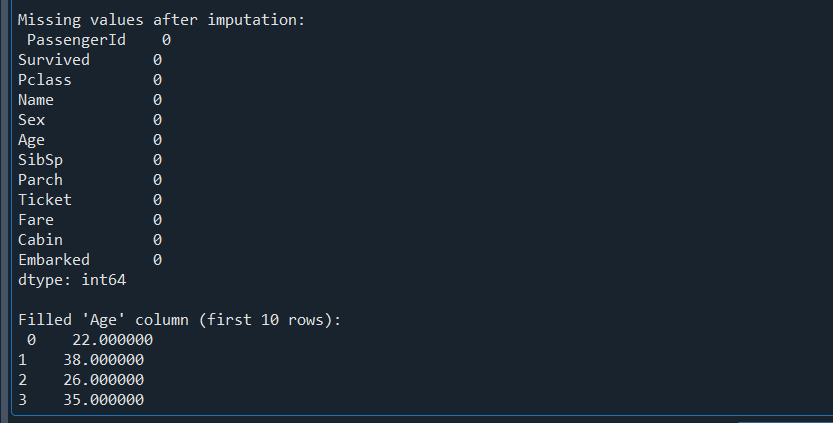 Missing values after imputation:
 PassengerId    0
Survived       0
Pclass         0
Name           0
Sex            0
Age            0
SibSp          0
Parch          0
Ticket         0
Fare           0
Cabin          0
Embarked       0
dtype: int64

Filled 'Age' column (first 10 rows):
 0    22.000000
1    38.000000
2    26.000000
3    35.000000